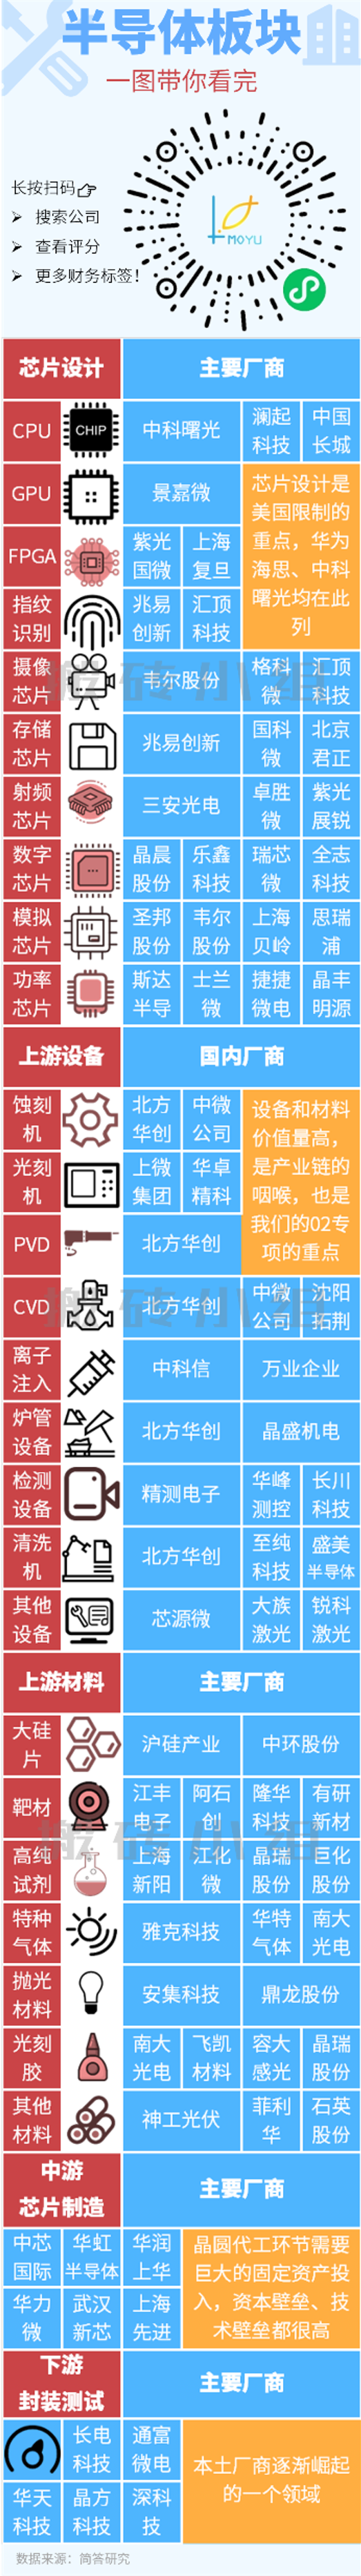 半导体板块
一图带你看完
长按扫码
搜索公司
查看评分
更多财务标签!
MOYU
芯片设计 主要厂商
CPU CHIP 中科曙光 澜起科技 中国长城
GPU 景嘉微
芯片设计是
美国限制的
重点，华为
海思、中科
曙光均在此
列
FPGA 紫光国微 上海复旦
指纹识别 兆易创新 汇顶科技
摄像芯片 韦尔股份 格科微 汇顶科技
搬砖小组
存储芯片 兆易创新 国科微 北京君正
射频芯片 三安光电 卓胜微 紫光展锐
数字芯片 晶晨股份 乐鑫科技 瑞芯微 全志科技
模拟芯片 圣邦股份 韦尔股份 上海贝岭 思瑞浦
功率芯片 斯达半导 士兰微 捷捷微电 晶丰明源
上游设备 国内厂商
蚀刻机 北方华创 中微公司
设备和材料
价值量高，
是产业链的
咽喉，也是
我们的02专
项的重点
光刻机 上微集团 华卓精科
PVD 北方华创
CVD 北方华创 中微公司 沈阳拓荆
搬砖小组
离子注入 中科信 万业企业
炉管设备 北方华创 晶盛机电
检测设备 精测电子 华峰测控 长川科技
清洗机 北方华创 至纯科技 盛美半导体
其他设备 芯源微 大族激光 锐科激光
上游材料 主要厂商
大硅片 沪硅产业 中环股份
靶材 江丰电子 阿石创 隆华科技 有研新材
搬砖小组
高纯试剂 上海新阳 江化微 晶瑞股份 巨化股份
特种气体 雅克科技 华特气体 南大光电
抛光材料 安集科技 鼎龙股份
光刻胶 南大光电 飞凯材料 容大感光 晶瑞股份
其他材料 神工光伏 菲利华 石英股份
中游
芯片制造 主要厂商
中芯国际 华虹半导体 华润上华
晶圆代工环节需要
巨大的固定资产投
入，资本壁垒、技
术壁垒都很高
华力微 武汉新芯 上海先进
下游
封装测试 主要厂商
长电科技 通富微电
本土厂商逐渐崛起
的一个领域
华天科技 晶方科技 深科技
数据来源：简答研究